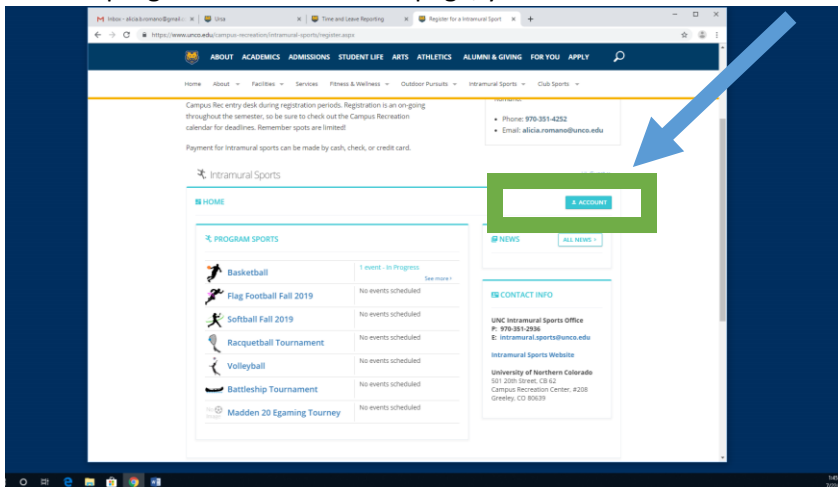 Inbox - aliciab.romano@gmail.c
Ursa
Time and Leave Reporting
Register for a Intramural Sport
https://www.unco.edu/campus-recreation/intramural-sports/register.aspx
ABOUT ACADEMICS ADMISSIONS STUDENT LIFE ARTS ATHLETICS ALUMNI & GIVING FOR YOU APPLY
Home About Facilities Services Fitness & Wellness Outdoor Pursuits Intramural Sports Club Sports
Campus Rec entry desk during registration periods. Registration is an on-going
throughout the semester, so be sure to check out the Campus Recreation
calendar for deadlines. Remember spots are limited!
Payment for Intramural sports can be made by cash, check, or credit card.
Phone: 970-351-4252
Email: alicia.romano@unco.edu
Intramural Sports
HOME
ACCOUNT
PROGRAM SPORTS
Basketball
1 event - In Progress
See more ›
Flag Football Fall 2019
No events scheduled
Softball Fall 2019
No events scheduled
Racquetball Tournament
No events scheduled
Volleyball
No events scheduled
Battleship Tournament
No events scheduled
Madden 20 Egaming Tourney
No events scheduled
NEWS
ALL NEWS ›
CONTACT INFO
UNC Intramural Sports Office
P: 970-351-2936
E: intramural.sports@unco.edu
Intramural Sports Website
University of Northern Colorado
501 20th Street, CB 62
Campus Recreation Center, #208
Greeley, CO 80639